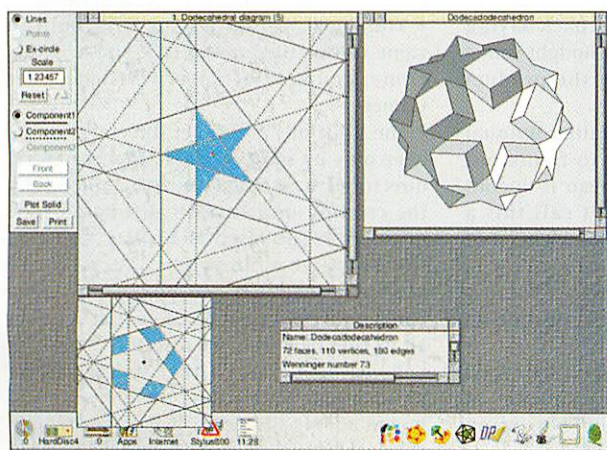 Lines
Points
Ex-circle
Scale
1.23457
Reset
Component1
Component2
Component3
Front
Back
Plot Solid
Save Print
1. Dodecahedral diagram (5)
Dodecadodecahedron
Description
Name: Dodecadodecahedron
72 faces, 110 vertices, 180 edges
Wenninger number 73
:0 HardDisc4 :0 Apps Internet Stylus800 11:28